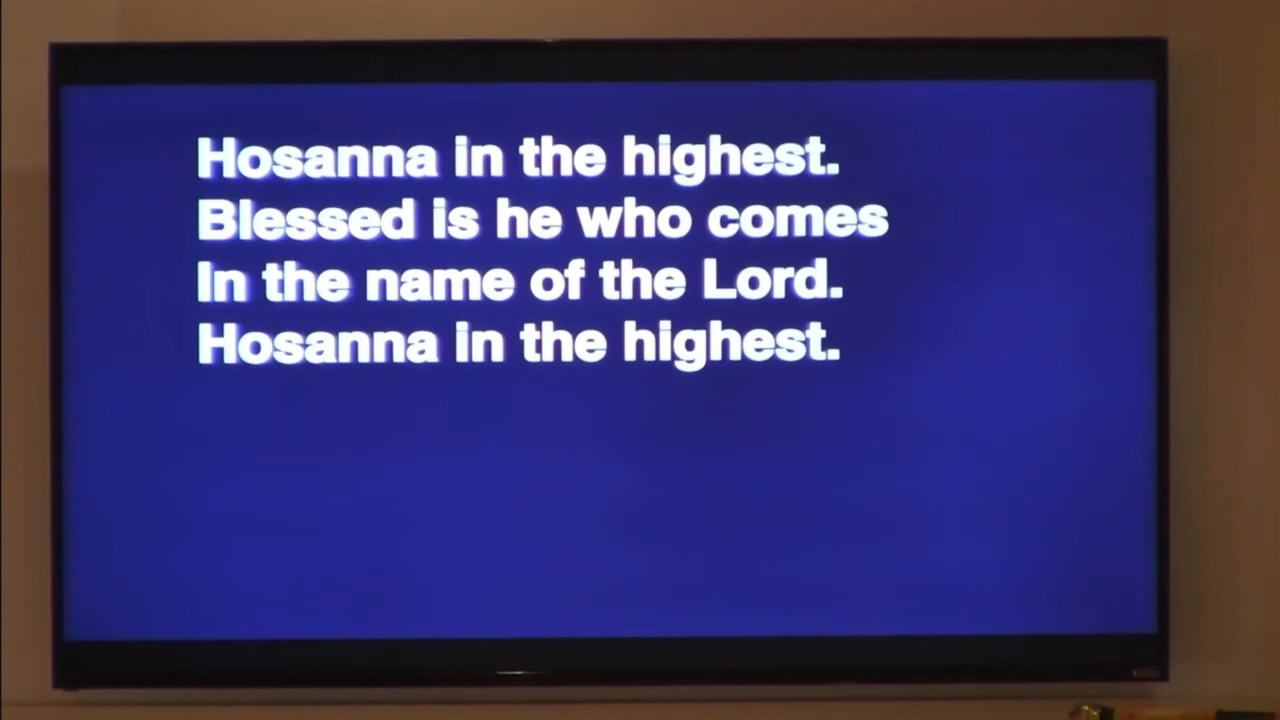 Hosanna in the highest.
Blessed is he who comes
In the name of the Lord.
Hosanna in the highest.